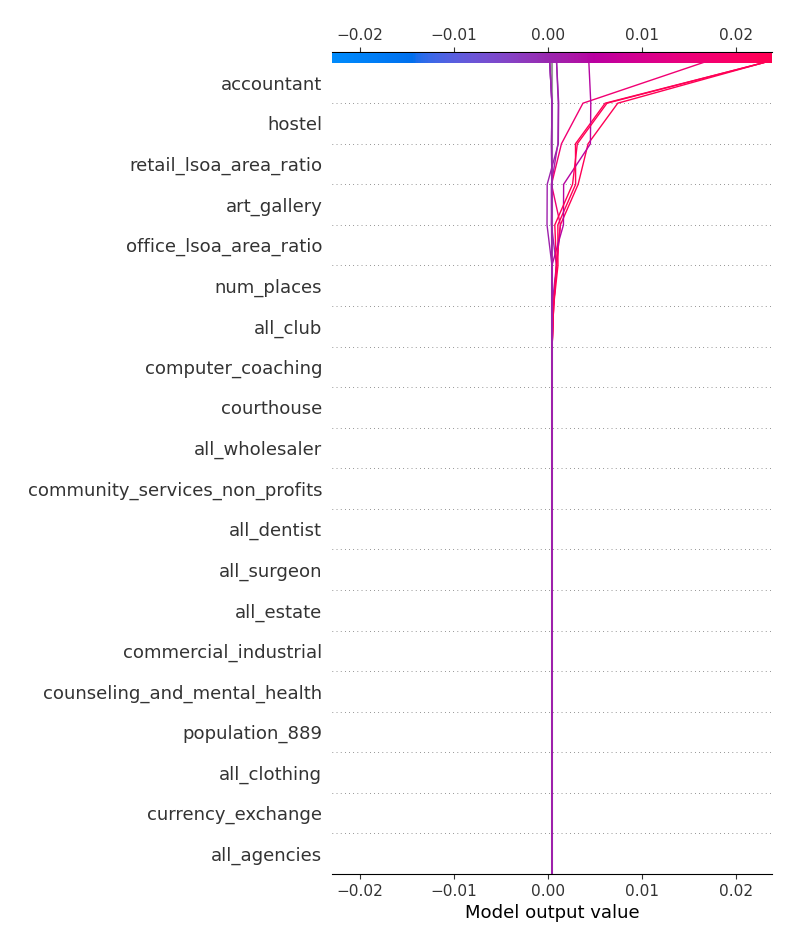 −0.02 −0.01 0.00 0.01 0.02
accountant
hostel
retail_lsoa_area_ratio
art_gallery
office_lsoa_area_ratio
num_places
all_club
computer_coaching
courthouse
all_wholesaler
community_services_non_profits
all_dentist
all_surgeon
all_estate
commercial_industrial
counseling_and_mental_health
population_889
all_clothing
currency_exchange
all_agencies
−0.02 −0.01 0.00 0.01 0.02
Model output value